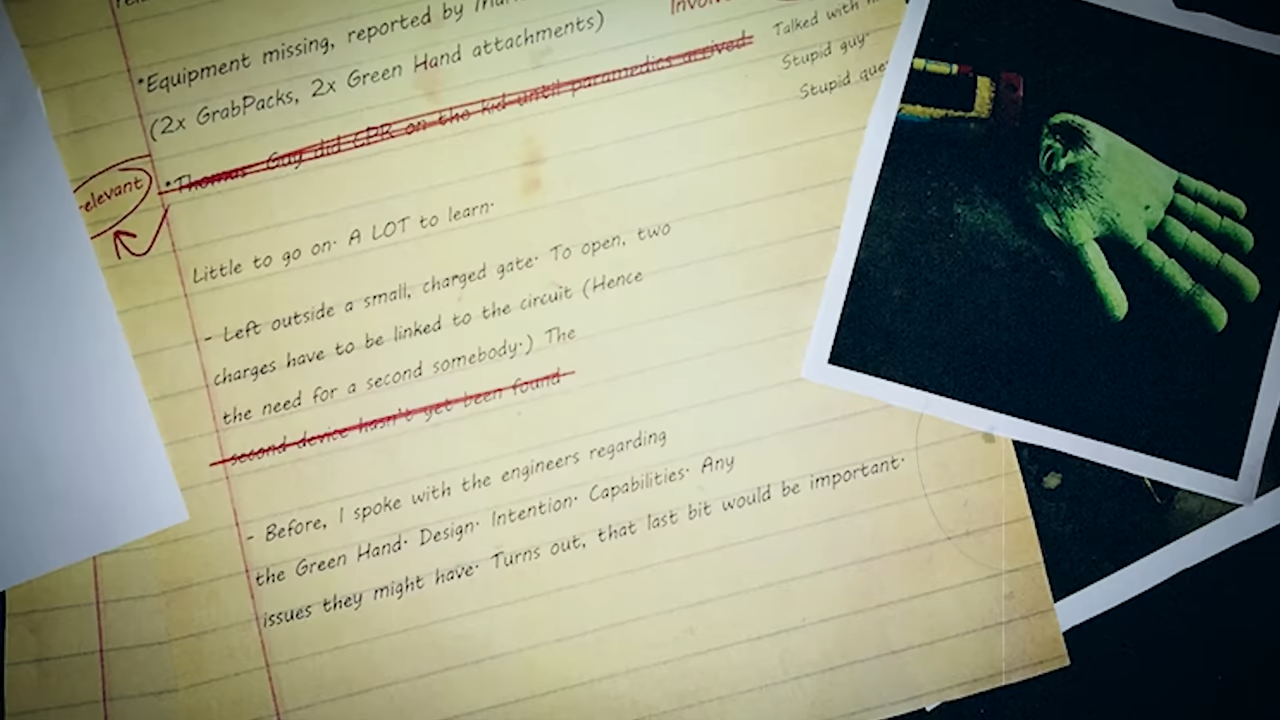 •Equipment missing, reported by
(2x GrabPacks, 2x Green Hand attachments)
•Thomas- Guy did CPR on the kid until paramedics arrived.
Little to go on. A LOT to learn.
- Left outside a small, charged gate. To open, two
charges have to be linked to the circuit (Hence
the need for a second somebody.) The
second device hasn't yet been found.
- Before, I spoke with the engineers regarding
the Green Hand. Design. Intention. Capabilities. Any
issues they might have. Turns out, that last bit would be important.
Talked with
Stupid guy.
Stupid